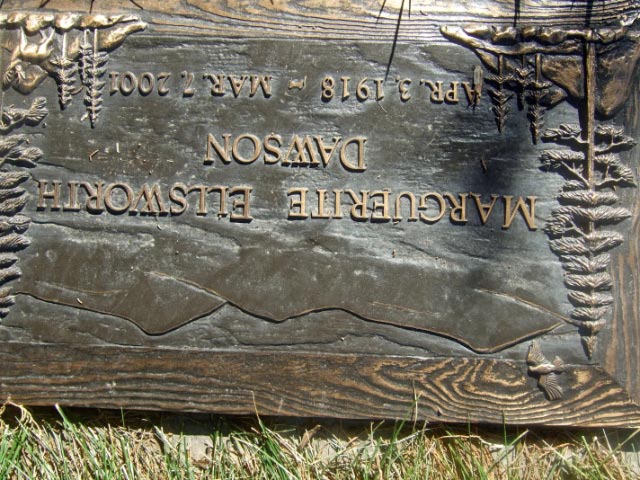 MARGUERITE ELLSWORTH
DAWSON
APR. 3, 1918 ~ MAR. 7, 2001